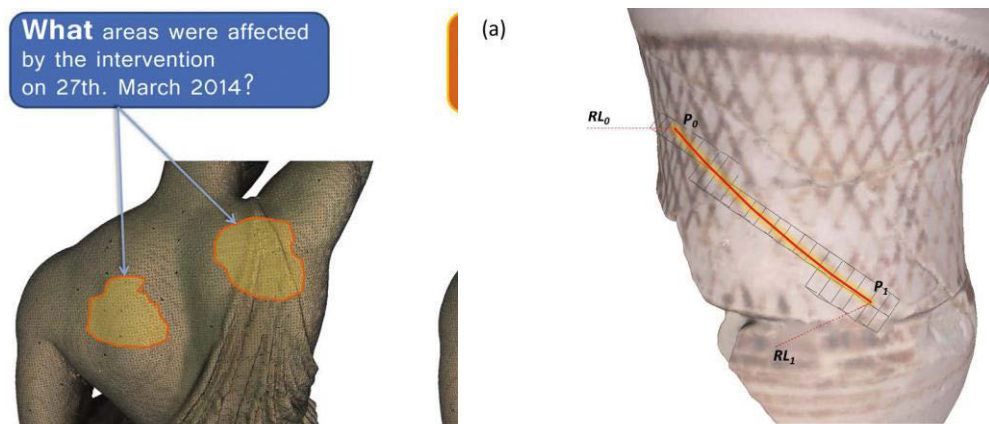 What areas were affected
by the intervention
on 27th. March 2014?
(a)
RL0
P0
P1
RL1